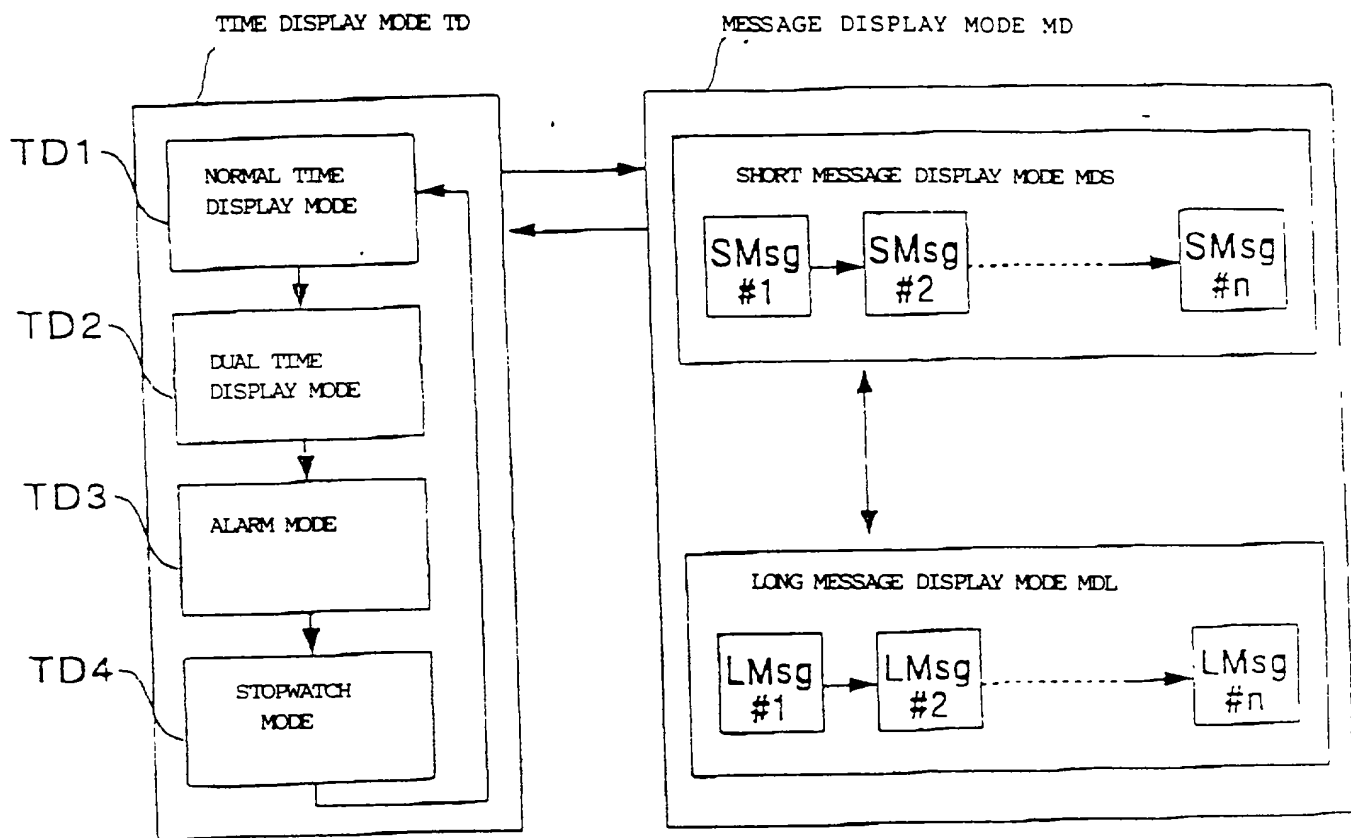 TIME DISPLAY MODE TD
MESSAGE DISPLAY MODE MD
TD1
NORMAL TIME
DISPLAY MODE
TD2
DUAL TIME
DISPLAY MODE
TD3
ALARM MODE
TD4
STOPWATCH
MODE
SHORT MESSAGE DISPLAY MODE MDS
SMsg
#1
SMsg
#2
SMsg
#n
LONG MESSAGE DISPLAY MODE MDL
LMsg
#1
LMsg
#2
LMsg
#n